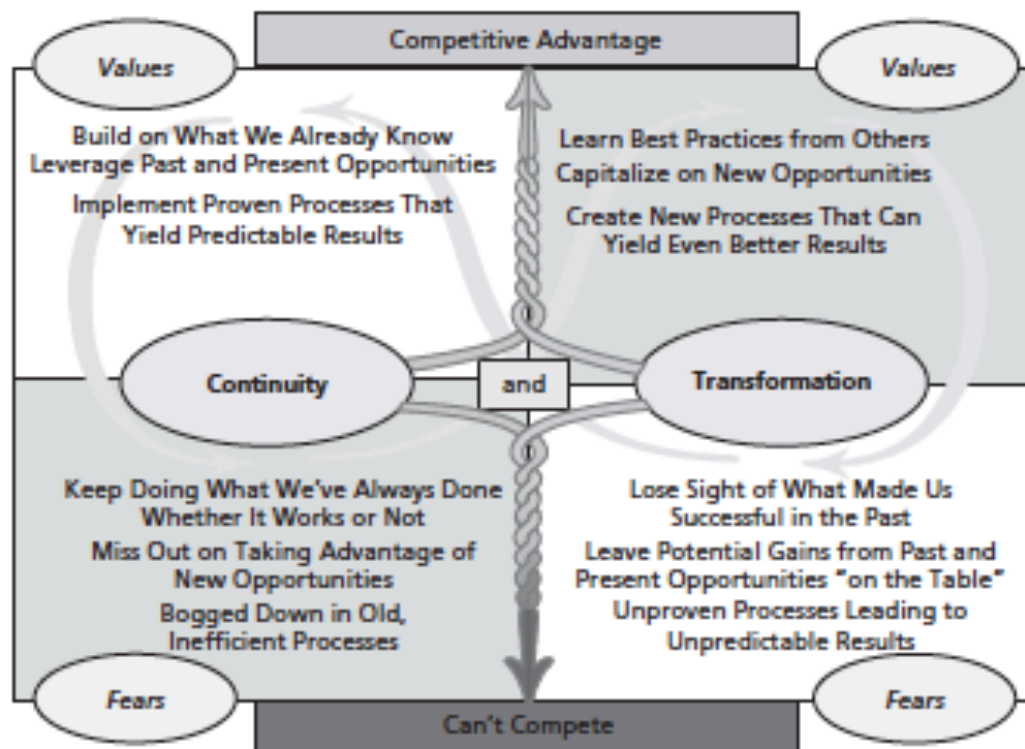 Competitive Advantage
Values
Values
Build on What We Already Know
Leverage Past and Present Opportunities
Implement Proven Processes That
Yield Predictable Results
Learn Best Practices from Others
Capitalize on New Opportunities
Create New Processes That Can
Yield Even Better Results
Continuity
and
Transformation
Keep Doing What We've Always Done
Whether It Works or Not
Miss Out on Taking Advantage of
New Opportunities
Bogged Down in Old,
Inefficient Processes
Lose Sight of What Made Us
Successful in the Past
Leave Potential Gains from Past and
Present Opportunities "on the Table"
Unproven Processes Leading to
Unpredictable Results
Fears
Fears
Can't Compete